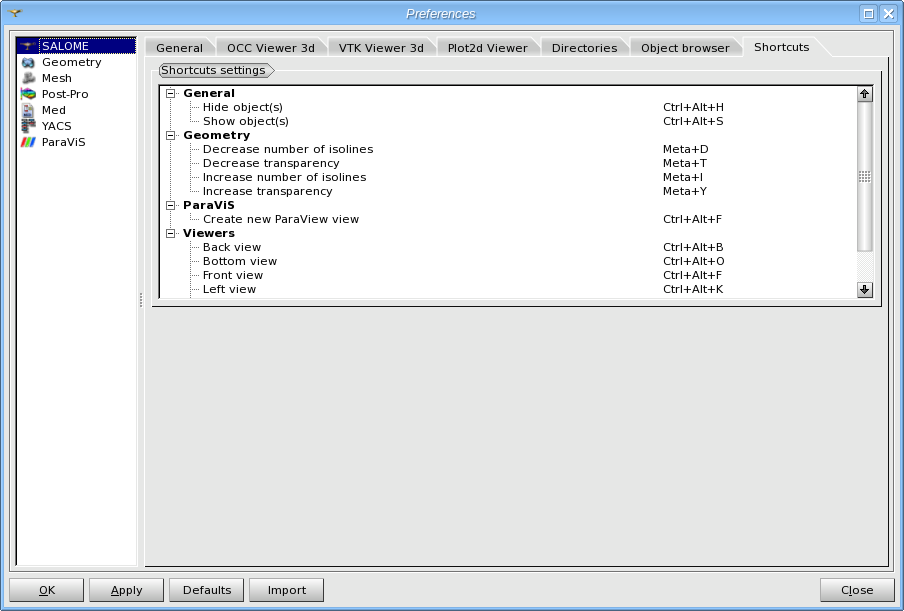 Preferences
SALOME
Geometry
Mesh
Post-Pro
Med
YACS
ParaViS
General OCC Viewer 3d VTK Viewer 3d Plot2d Viewer Directories Object browser Shortcuts
Shortcuts settings
General
Hide object(s) Ctrl+Alt+H
Show object(s) Ctrl+Alt+S
Geometry
Decrease number of isolines Meta+D
Decrease transparency Meta+T
Increase number of isolines Meta+I
Increase transparency Meta+Y
ParaViS
Create new ParaView view Ctrl+Alt+F
Viewers
Back view Ctrl+Alt+B
Bottom view Ctrl+Alt+O
Front view Ctrl+Alt+F
Left view Ctrl+Alt+K
OK Apply Defaults Import Close